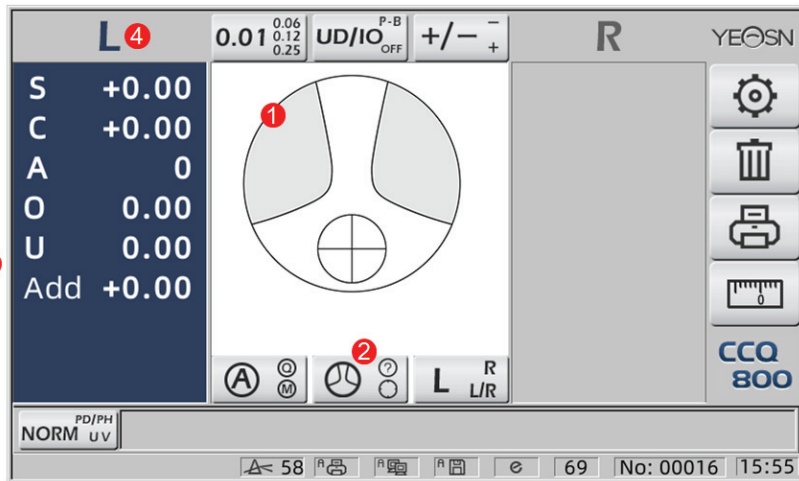 L 4
0.01 0.06 0.12 0.25
UD/IO P-B OFF
+/− − +
R
YEOSN
S +0.00
C +0.00
A 0
O 0.00
U 0.00
Add +0.00
1
2
A Q M
?
L R L/R
0
CCQ
800
NORM PD/PH UV
58
A
A
A
e
69
No: 00016
15:55